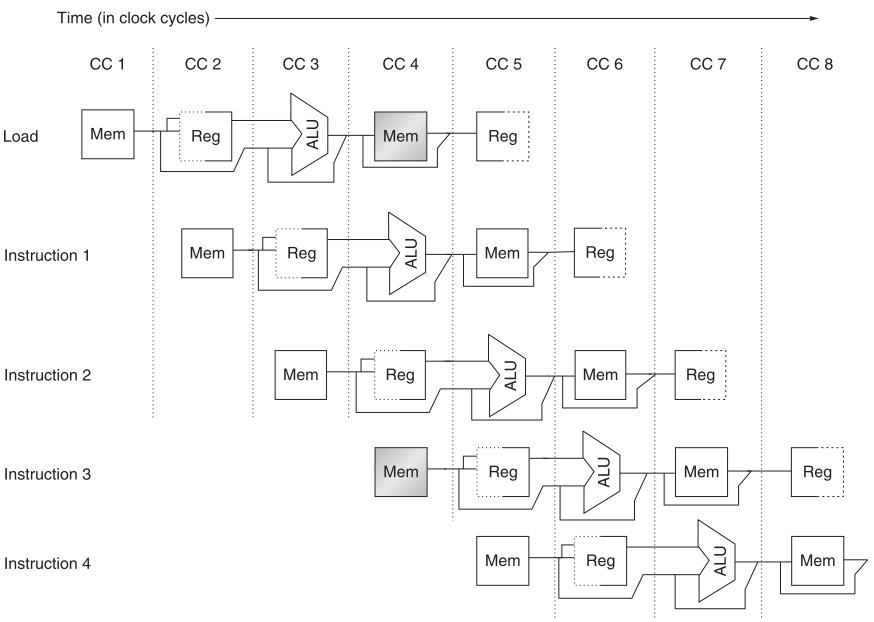 Time (in clock cycles)
CC 1 CC 2 CC 3 CC 4 CC 5 CC 6 CC 7 CC 8
Load Mem Reg ALU Mem Reg
Instruction 1 Mem Reg ALU Mem Reg
Instruction 2 Mem Reg ALU Mem Reg
Instruction 3 Mem Reg ALU Mem Reg
Instruction 4 Mem Reg ALU Mem